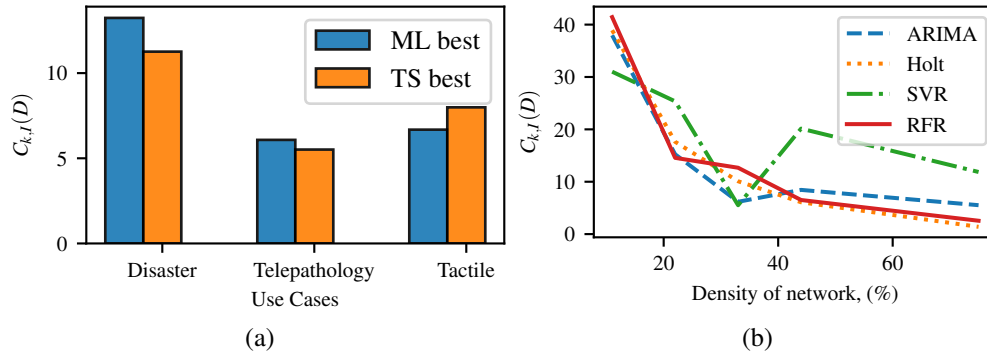 C_{k,I}(D)
10
5
0
ML best
TS best
Disaster
Telepathology
Tactile
Use Cases
(a)
C_{k,I}(D)
40
30
20
10
0
ARIMA
Holt
SVR
RFR
20
40
60
Density of network, (%)
(b)